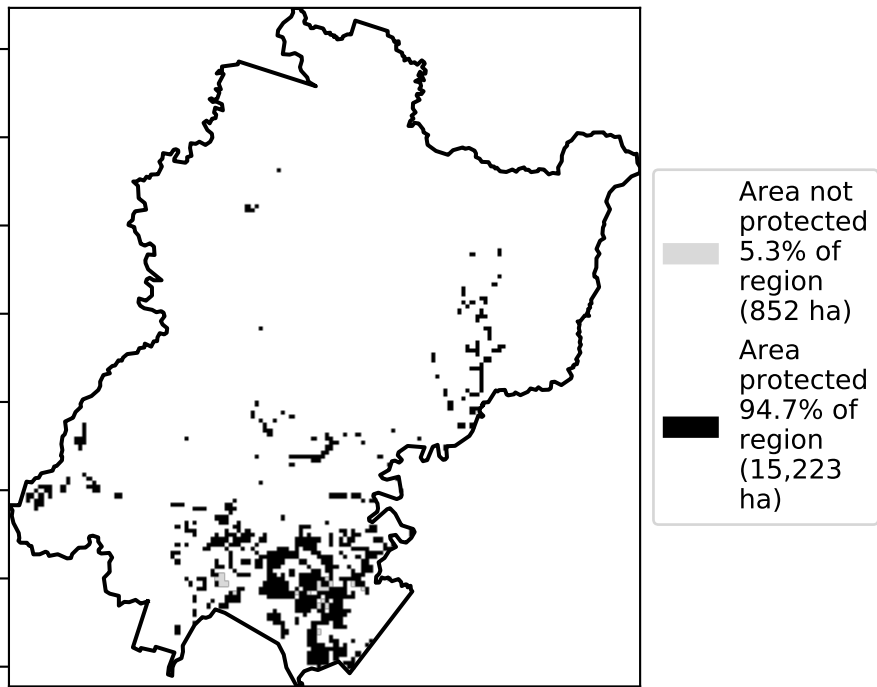 Area not
protected
5.3% of
region
(852 ha)
Area
protected
94.7% of
region
(15,223
ha)